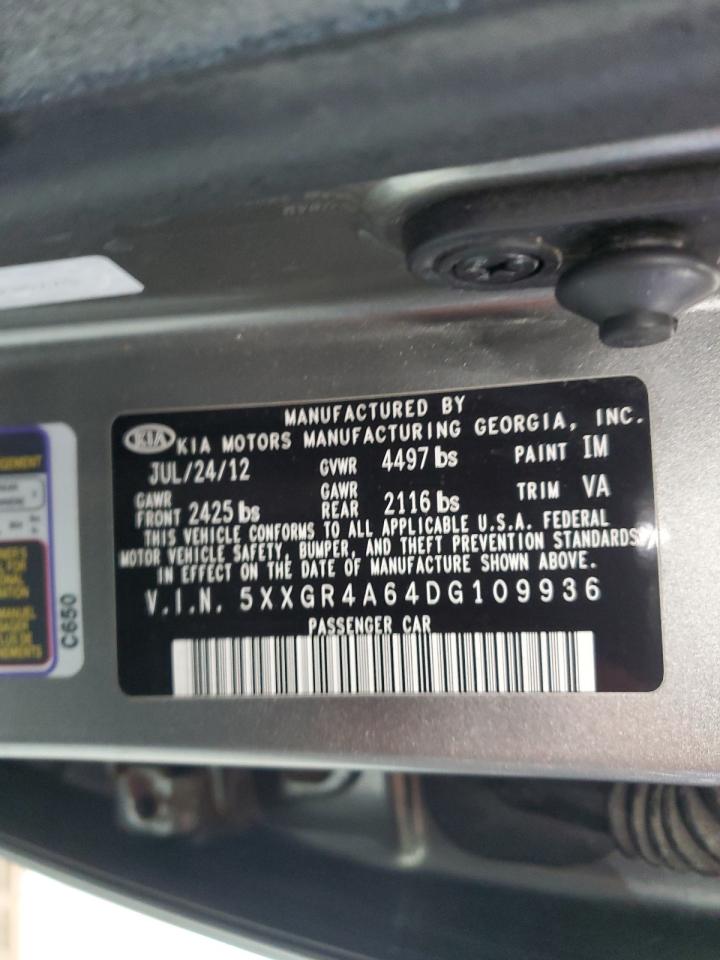 MANUFACTURED BY
KIA KIA MOTORS MANUFACTURING GEORGIA, INC.
JUL/24/12 GVWR 4497 lbs PAINT IM
GAWR FRONT 2425 lbs GAWR REAR 2116 lbs TRIM VA
THIS VEHICLE CONFORMS TO ALL APPLICABLE U.S.A. FEDERAL
MOTOR VEHICLE SAFETY, BUMPER, AND THEFT PREVENTION STANDARDS
IN EFFECT ON THE DATE OF MANUFACTURE SHOWN ABOVE.
V.I.N. 5XXGR4A64DG109936
PASSENGER CAR
C650